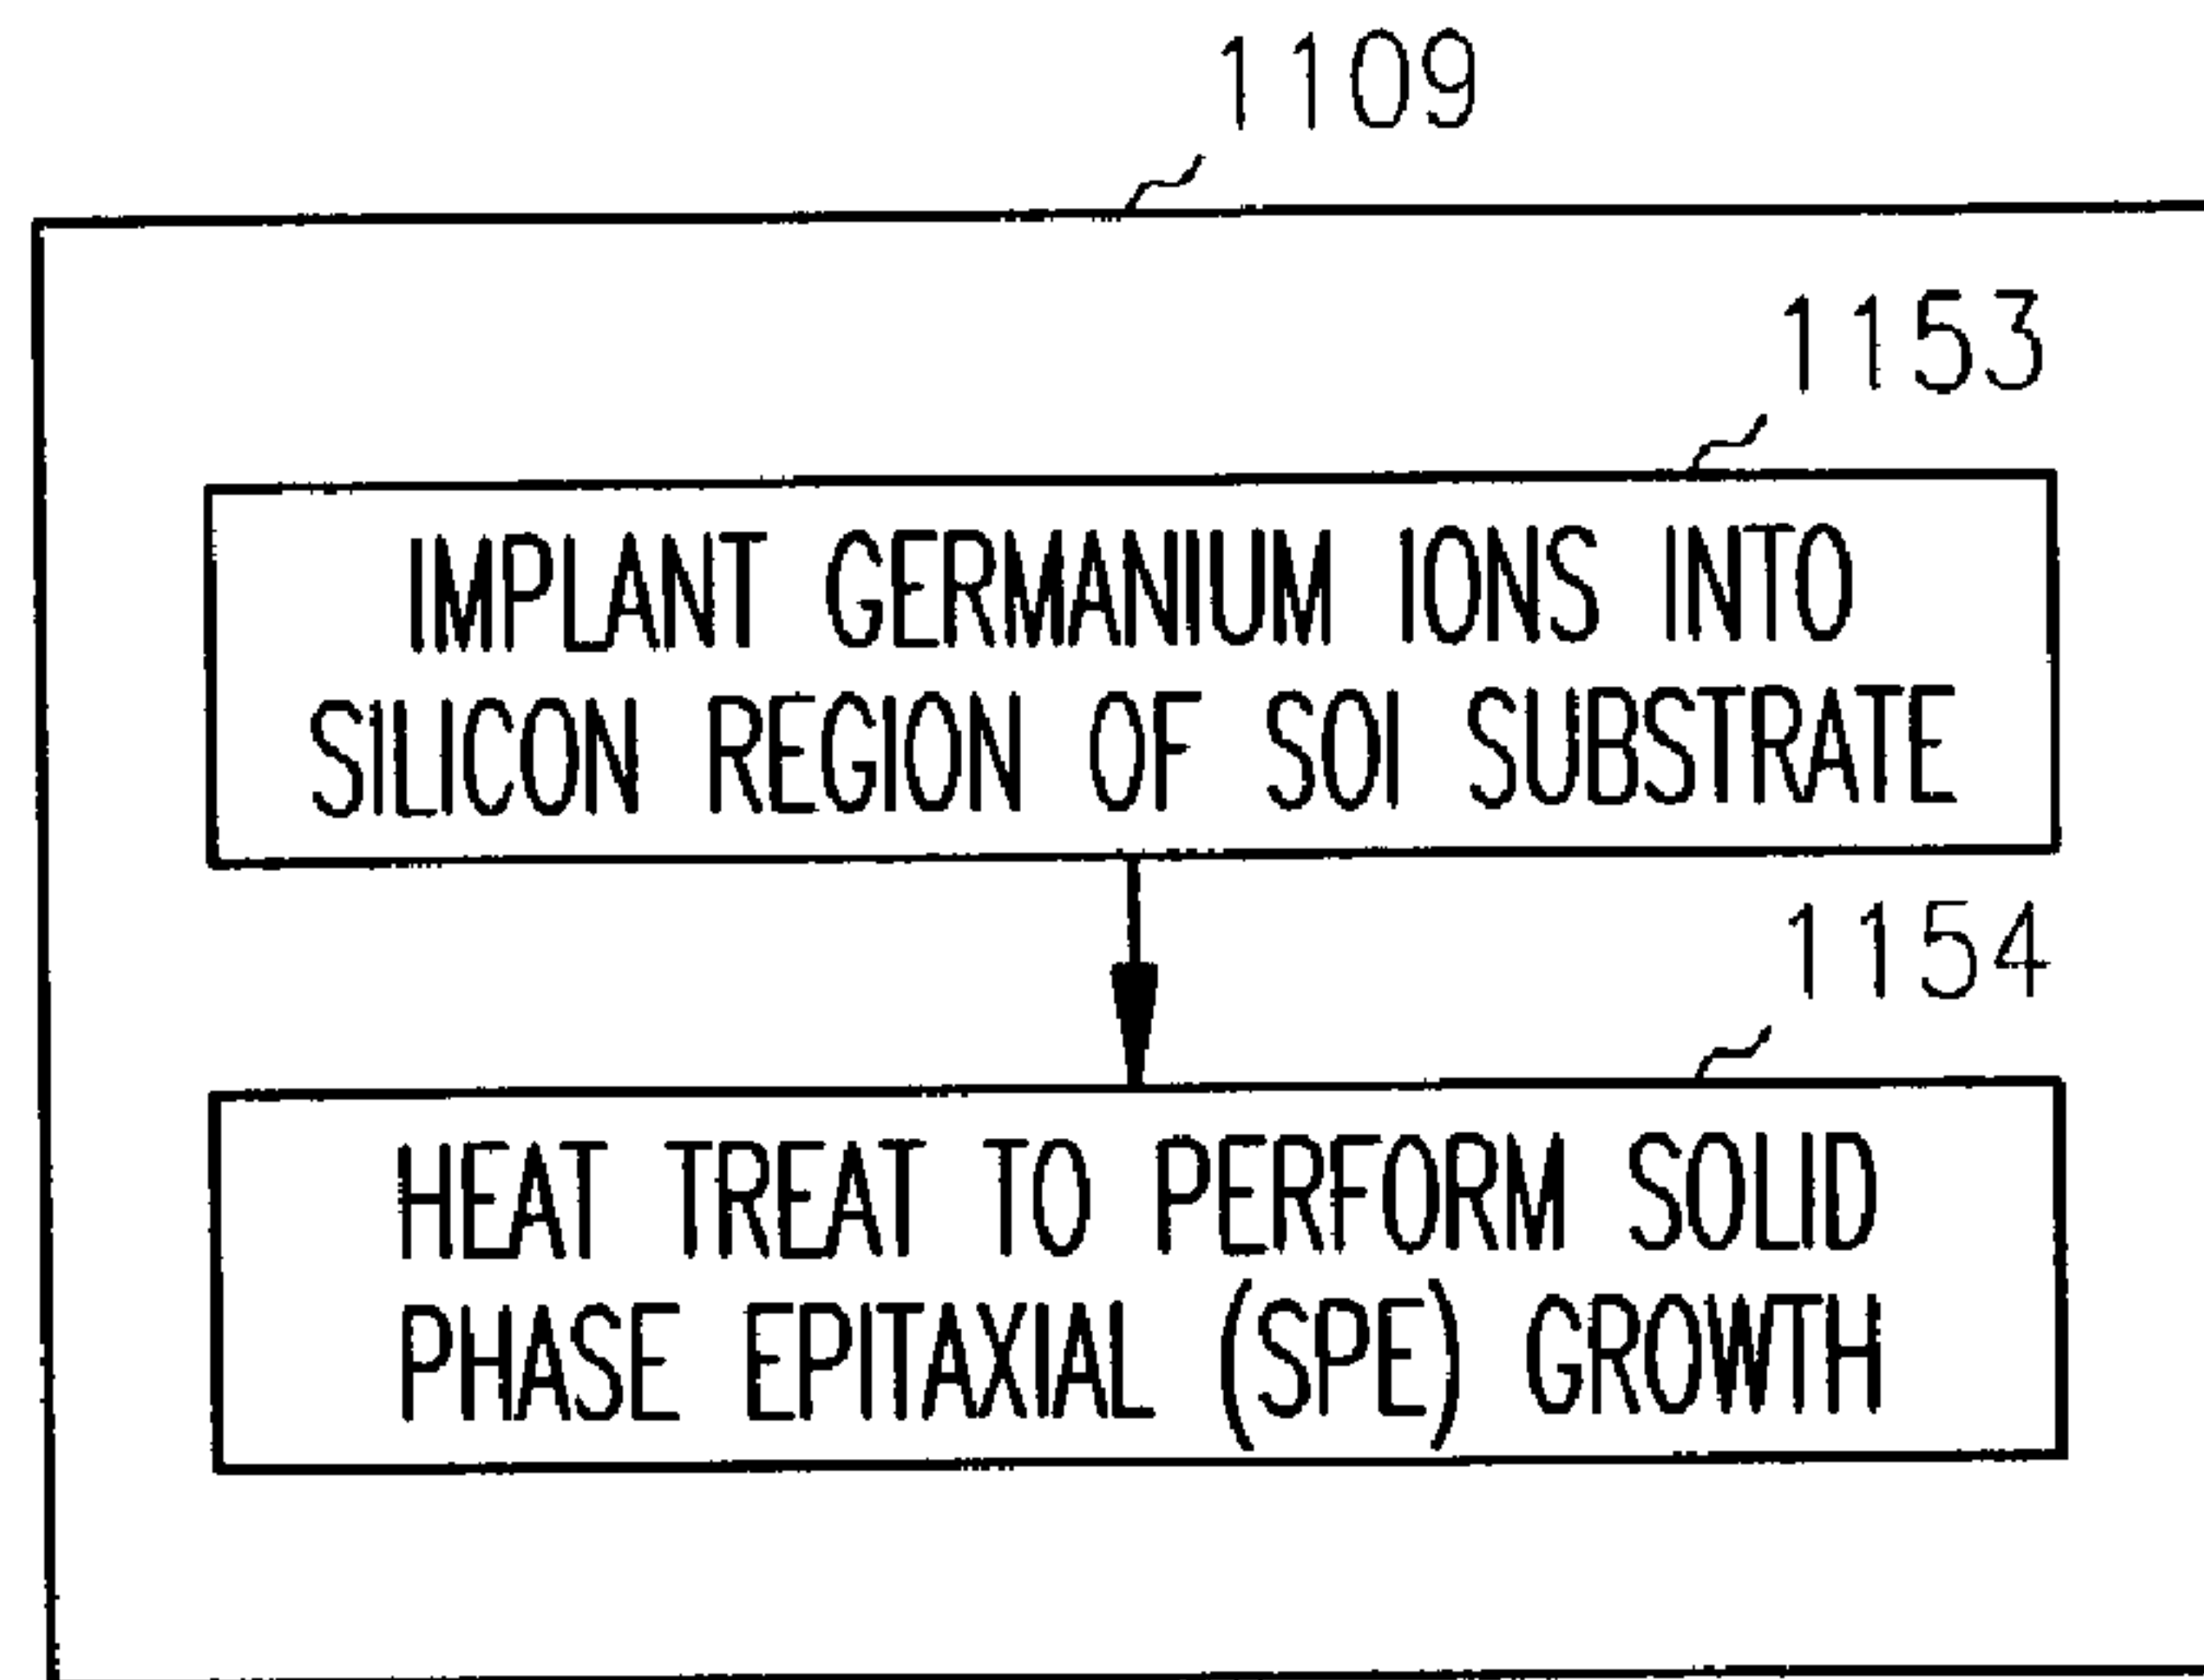 1109
1153
IMPLANT GERMANIUM IONS INTO
SILICON REGION OF SOI SUBSTRATE
1154
HEAT TREAT TO PERFORM SOLID
PHASE EPITAXIAL (SPE) GROWTH